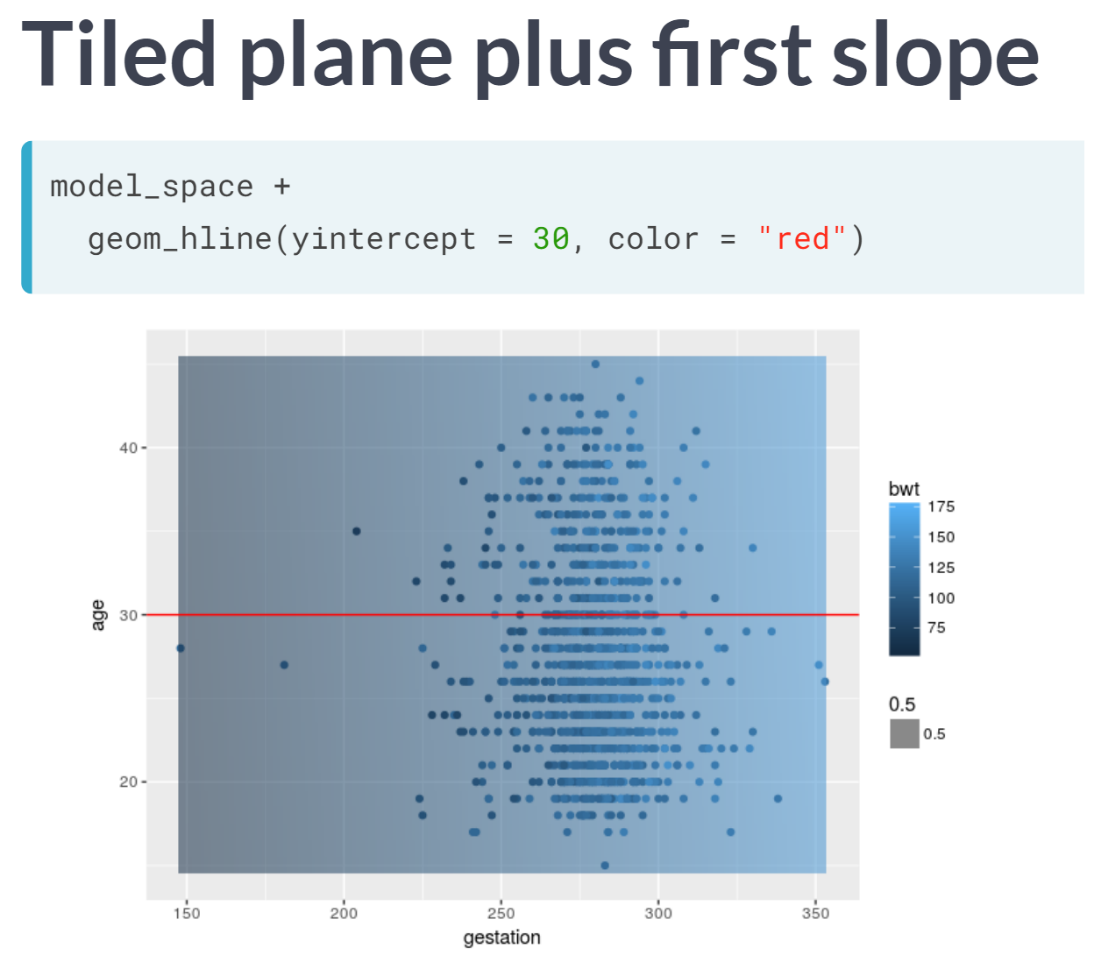 Tiled plane plus first slope
model_space +
geom_hline(yintercept = 30, color = "red")
40
30
20
age
150 200 250 300 350
gestation
bwt
175
150
125
100
75
0.5
0.5